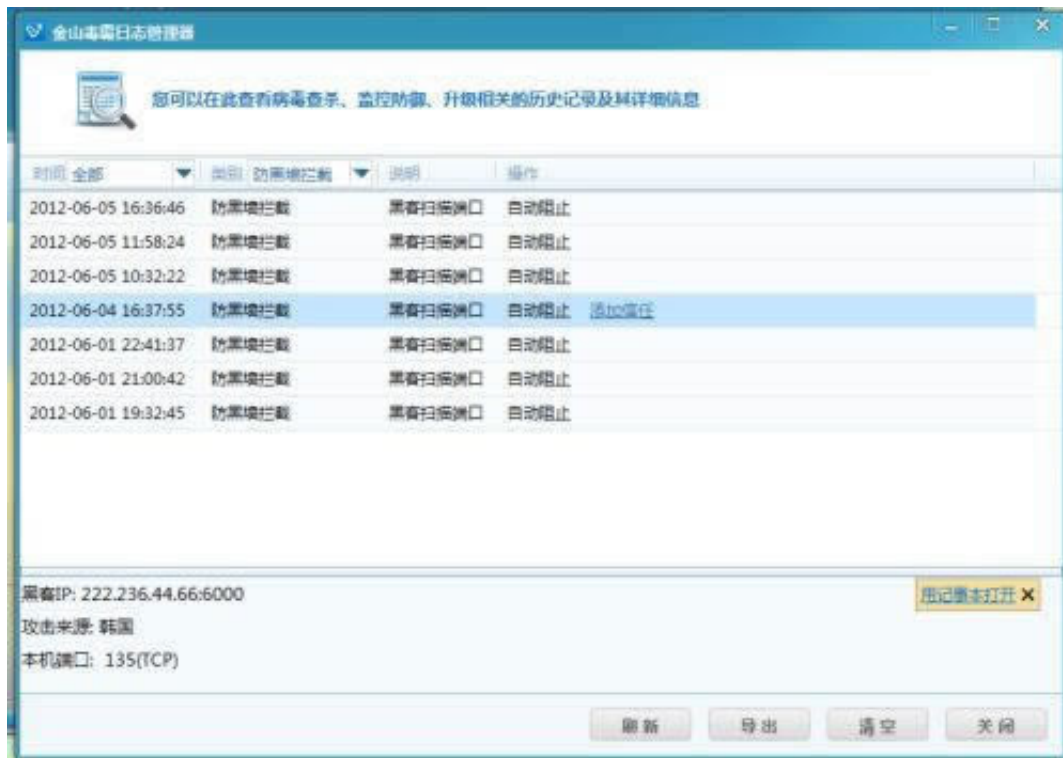 金山毒霸日志管理器
您可以在此查看病毒查杀、监控防御、升级相关的历史记录及其详细信息
时间 全部 类别 防黑墙拦截 说明 操作
2012-06-05 16:36:46 防黑墙拦截 黑客扫描端口 自动阻止
2012-06-05 11:58:24 防黑墙拦截 黑客扫描端口 自动阻止
2012-06-05 10:32:22 防黑墙拦截 黑客扫描端口 自动阻止
2012-06-04 16:37:55 防黑墙拦截 黑客扫描端口 自动阻止 添加信任
2012-06-01 22:41:37 防黑墙拦截 黑客扫描端口 自动阻止
2012-06-01 21:00:42 防黑墙拦截 黑客扫描端口 自动阻止
2012-06-01 19:32:45 防黑墙拦截 黑客扫描端口 自动阻止
黑客IP: 222.236.44.66:6000 用记事本打开
攻击来源: 韩国
本机端口: 135(TCP)
刷新 导出 清空 关闭